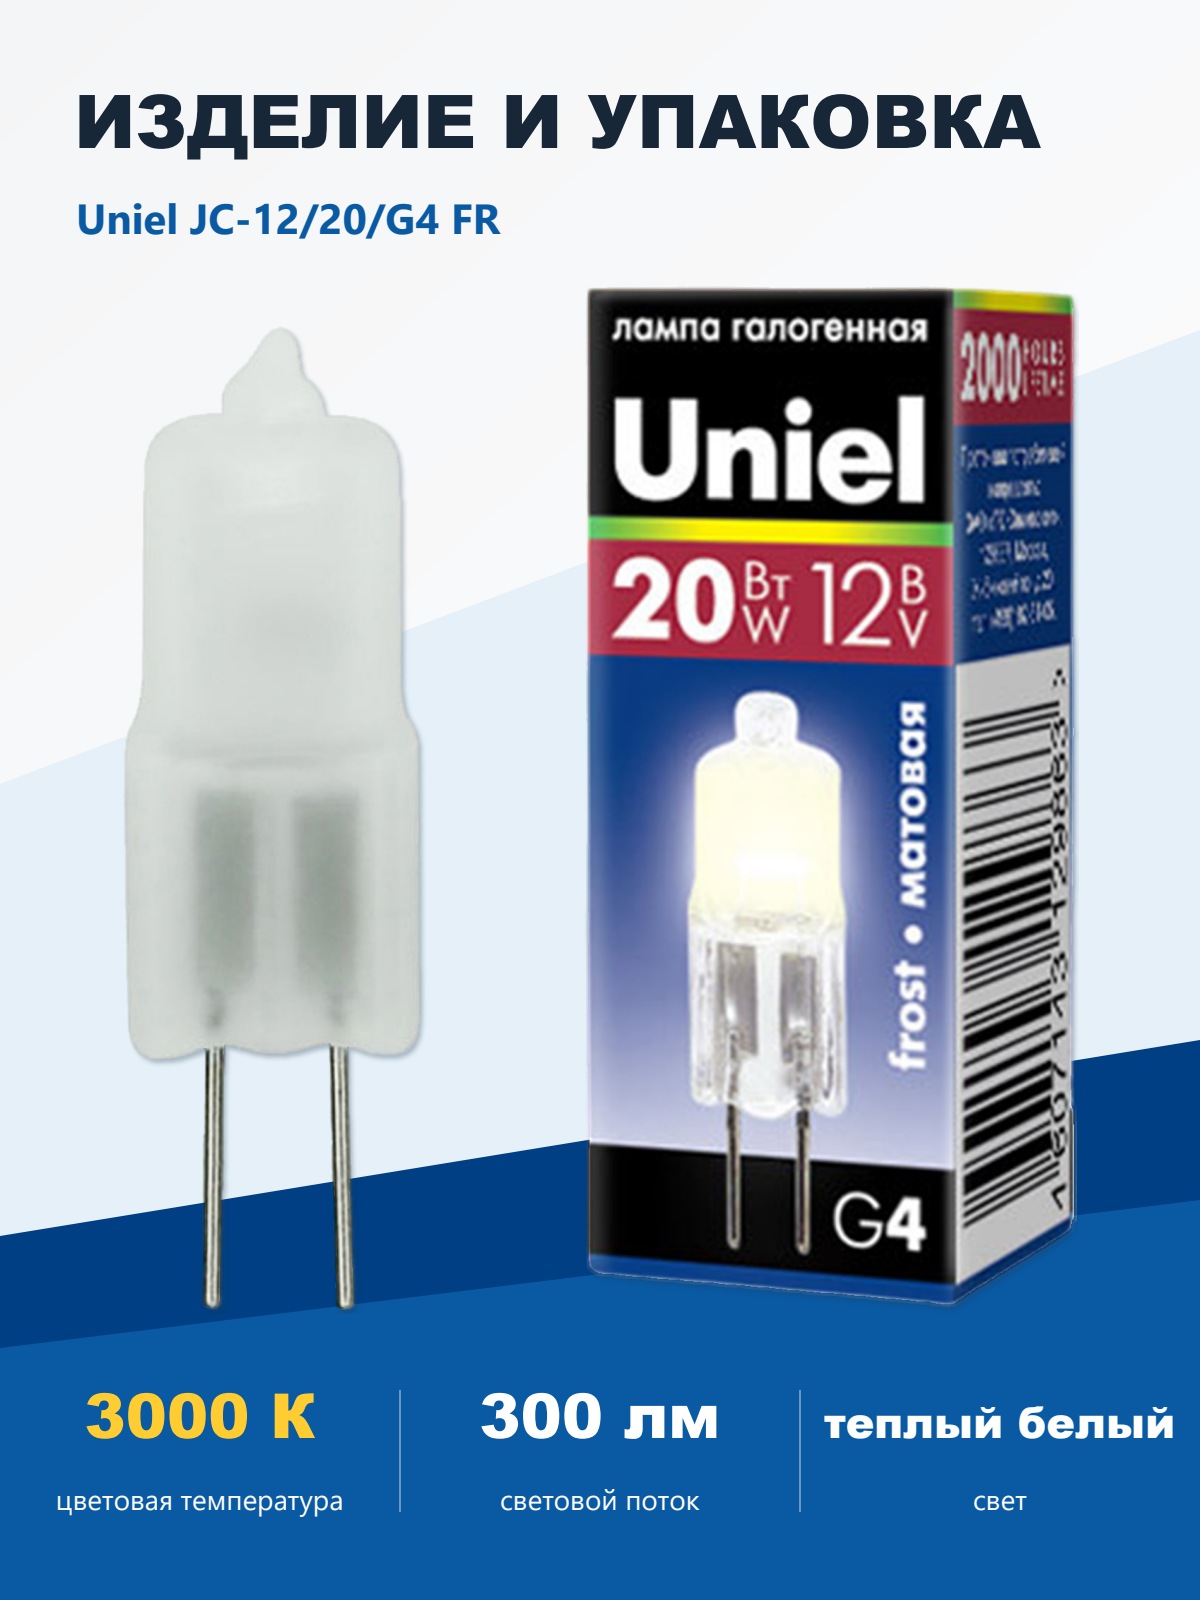 ИЗДЕЛИЕ И УПАКОВКА
Uniel JC-12/20/G4 FR
лампа галогенная
Uniel
20 Вт W 12 В V
frost • матовая
G4
2000
3000 К
цветовая температура
300 лм
световой поток
теплый белый
свет